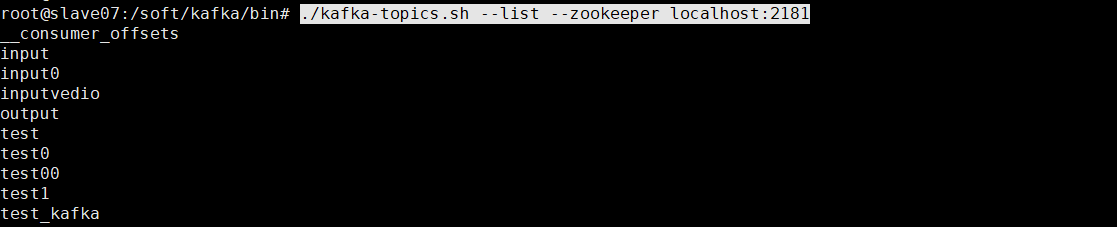 root@slave07:/soft/kafka/bin# ./kafka-topics.sh --list --zookeeper localhost:2181
__consumer_offsets
input
input0
inputvedio
output
test
test0
test00
test1
test_kafka